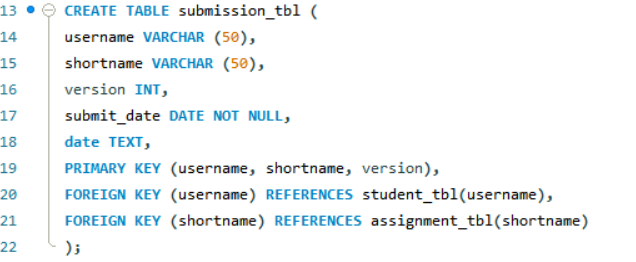 13 CREATE TABLE submission_tbl (
14 username VARCHAR (50),
15 shortname VARCHAR (50),
16 version INT,
17 submit_date DATE NOT NULL,
18 date TEXT,
19 PRIMARY KEY (username, shortname, version),
20 FOREIGN KEY (username) REFERENCES student_tbl(username),
21 FOREIGN KEY (shortname) REFERENCES assignment_tbl(shortname)
22 );